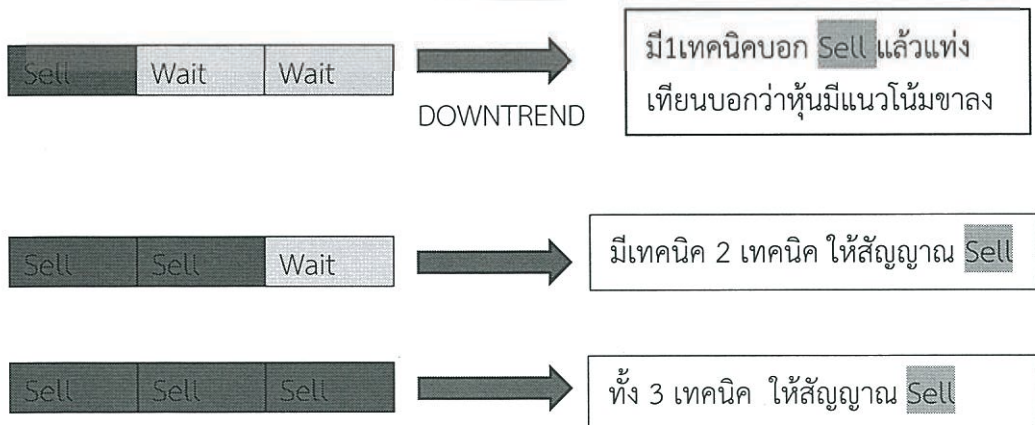 Sell Wait Wait
DOWNTREND
มี1เทคนิคบอก Sell แล้วแท่ง
เทียนบอกว่าหุ้นมีแนวโน้มขาลง
Sell Sell Wait
มีเทคนิค 2 เทคนิค ให้สัญญาณ Sell
Sell Sell Sell
ทั้ง 3 เทคนิค ให้สัญญาณ Sell